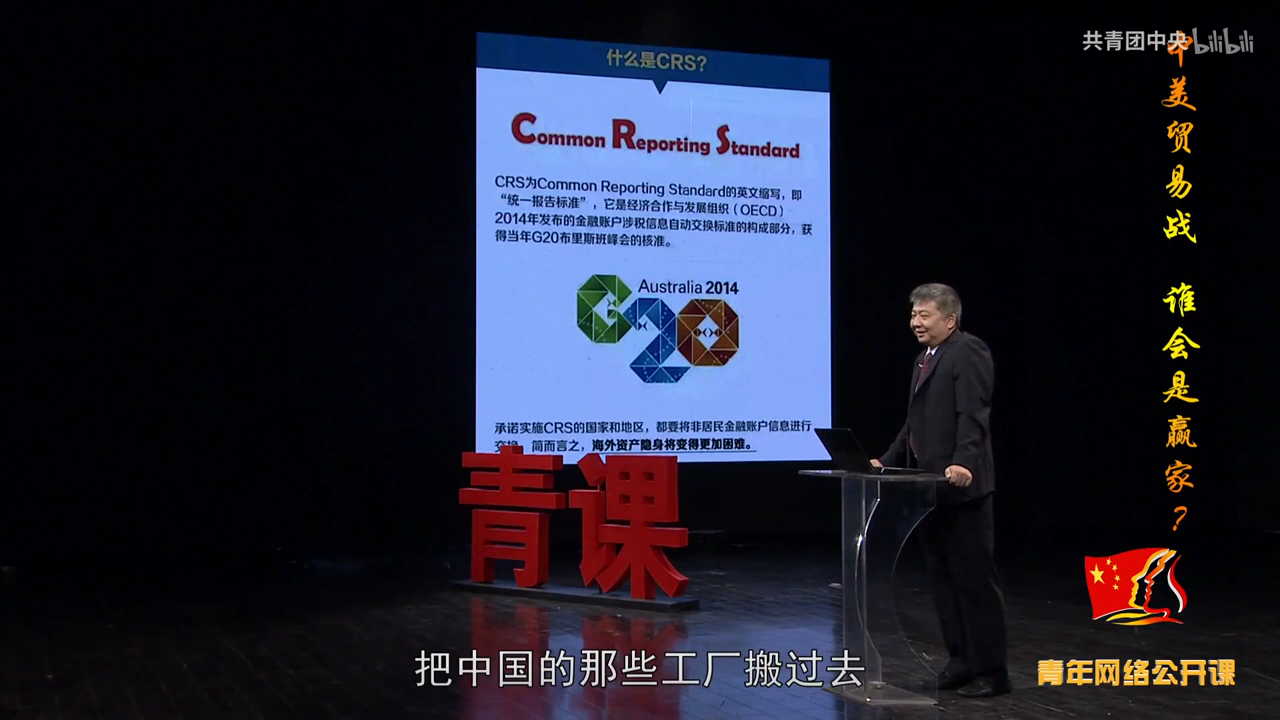 共青团中央 bilibili
什么是CRS?
Common Reporting Standard
CRS为Common Reporting Standard的英文缩写，即
“统一报告标准”，它是经济合作与发展组织（OECD）
2014年发布的金融账户涉税信息自动交换标准的构成部分，获
得当年G20布里斯班峰会的核准。
Australia 2014
G20
承诺实施CRS的国家和地区，都要将非居民金融账户信息进行
交换。简而言之，海外资产隐身将变得更加困难。
青课
中美贸易战 谁会是赢家?
青年网络公开课
把中国的那些工厂搬过去